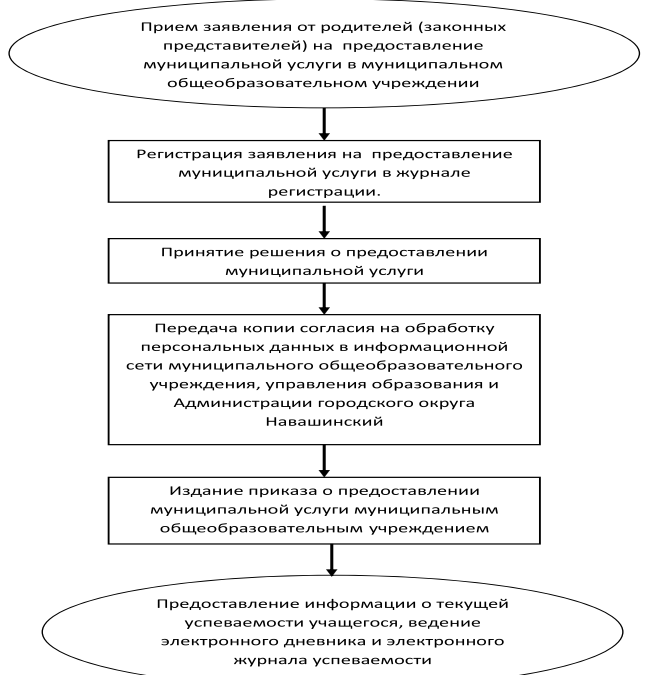 Прием заявления от родителей (законных
представителей) на предоставление
муниципальной услуги в муниципальном
общеобразовательном учреждении
Регистрация заявления на предоставление
муниципальной услуги в журнале
регистрации.
Принятие решения о предоставлении
муниципальной услуги
Передача копии согласия на обработку
персональных данных в информационной
сети муниципального общеобразовательного
учреждения, управления образования и
Администрации городского округа
Навашинский
Издание приказа о предоставлении
муниципальной услуги муниципальным
общеобразовательным учреждением
Предоставление информации о текущей
успеваемости учащегося, ведение
электронного дневника и электронного
журнала успеваемости